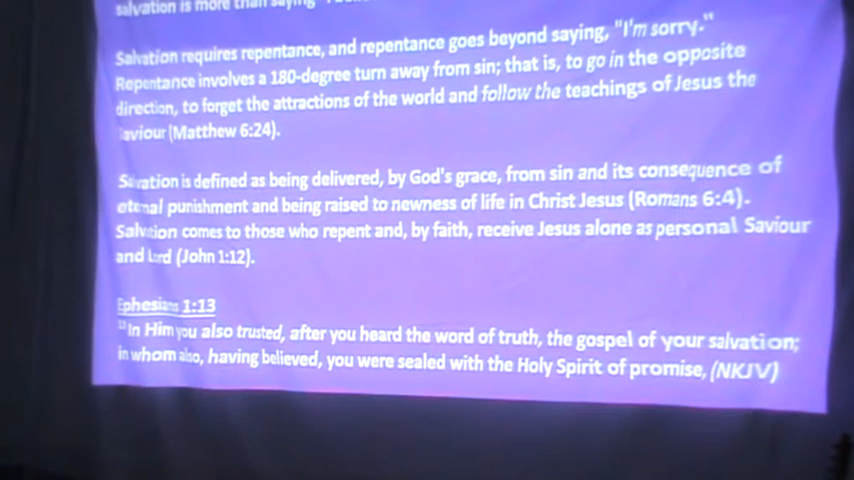 salvation is more than saying
Salvation requires repentance, and repentance goes beyond saying, "I'm sorry."
Repentance involves a 180-degree turn away from sin; that is, to go in the opposite
direction, to forget the attractions of the world and follow the teachings of Jesus the
Saviour (Matthew 6:24).
Salvation is defined as being delivered, by God's grace, from sin and its consequence of
eternal punishment and being raised to newness of life in Christ Jesus (Romans 6:4).
Salvation comes to those who repent and, by faith, receive Jesus alone as personal Saviour
and Lord (John 1:12).
Ephesians 1:13
13 In Him you also trusted, after you heard the word of truth, the gospel of your salvation;
in whom also, having believed, you were sealed with the Holy Spirit of promise, (NKJV)